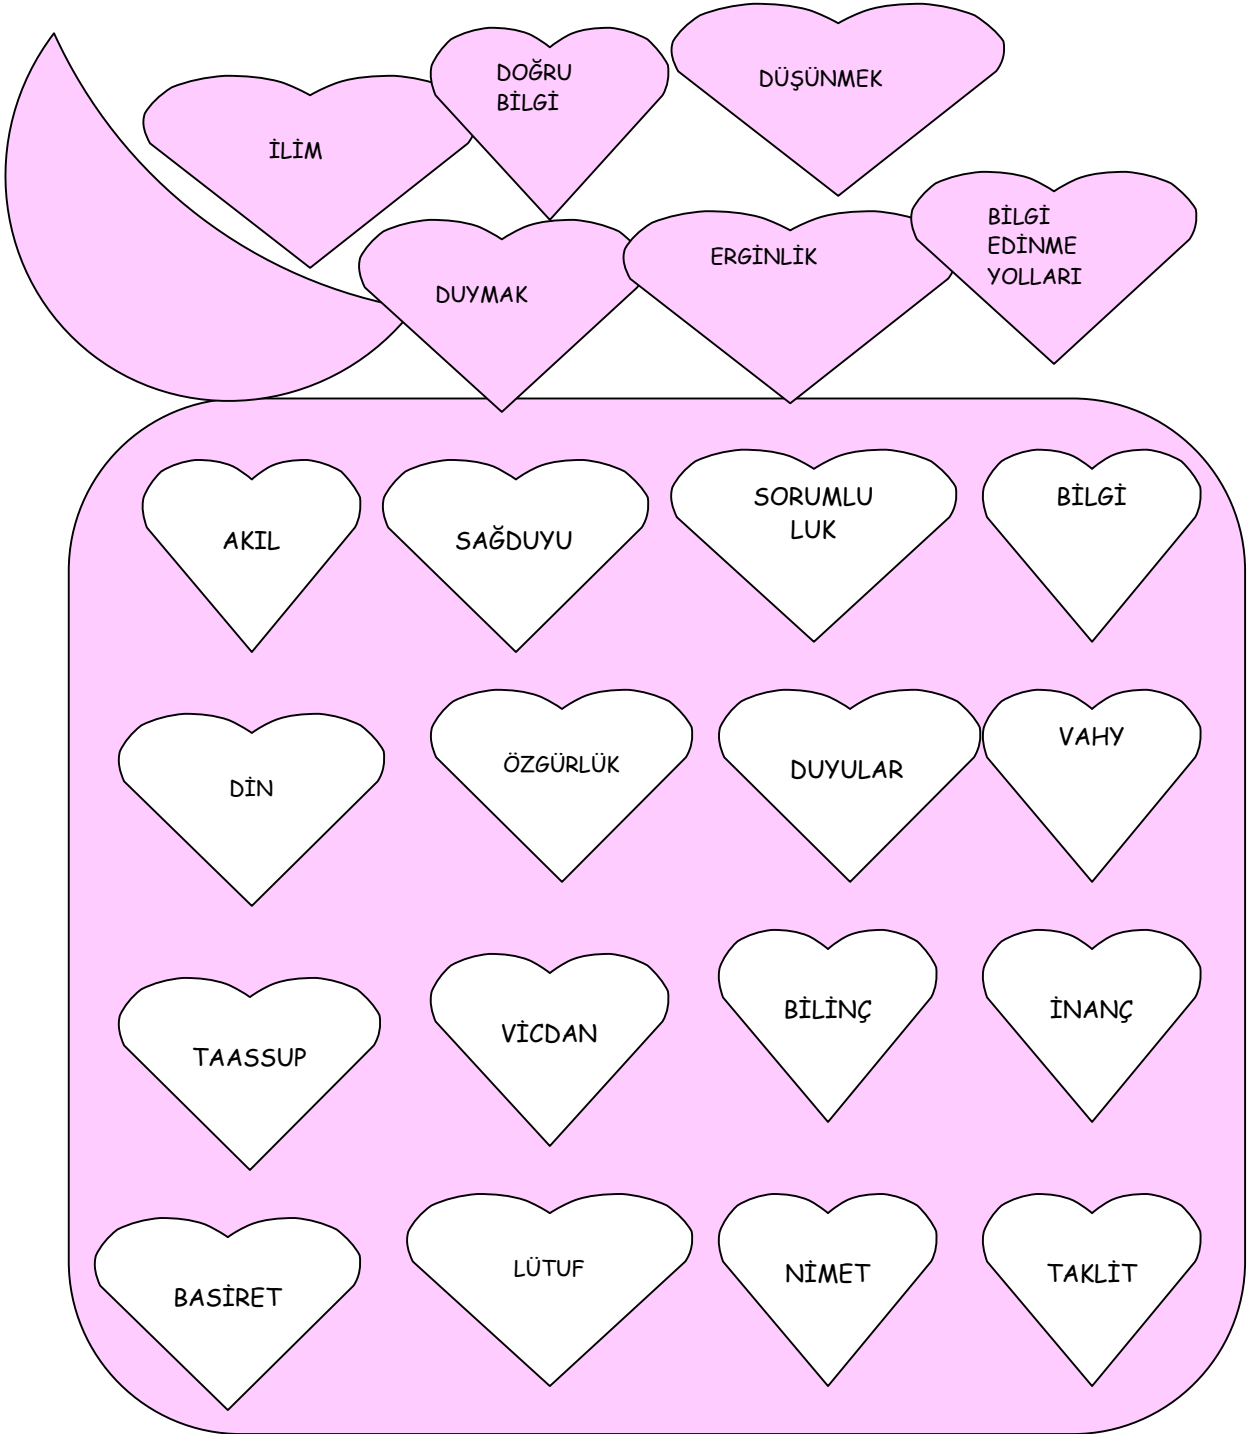 DÜŞÜNMEK
DOĞRU
BİLGİ
İLİM
BİLGİ
EDİNME
YOLLARI
ERGİNLİK
DUYMAK
AKIL
SAĞDUYU
SORUMLU
LUK
BİLGİ
DİN
ÖZGÜRLÜK
DUYULAR
VAHY
TAASSUP
VİCDAN
BİLİNÇ
İNANÇ
BASİRET
LÜTUF
NİMET
TAKLİT